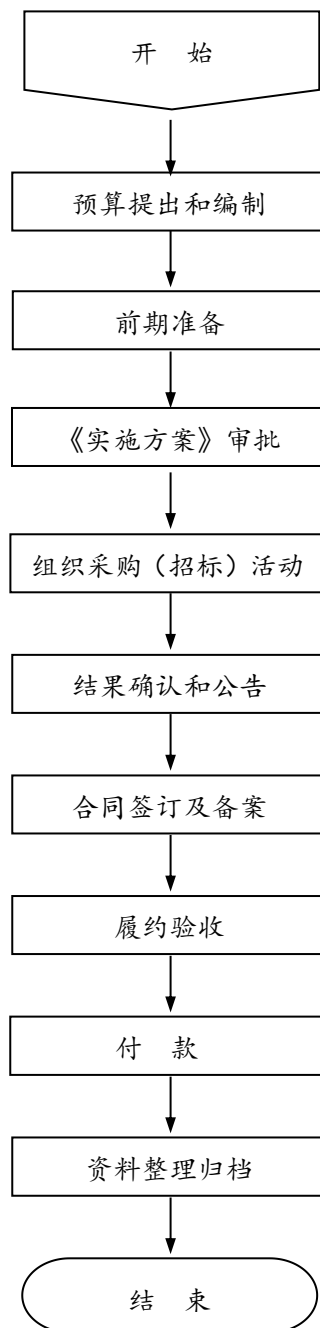 开 始
预算提出和编制
前期准备
《实施方案》审批
组织采购（招标）活动
结果确认和公告
合同签订及备案
履约验收
付 款
资料整理归档
结 束